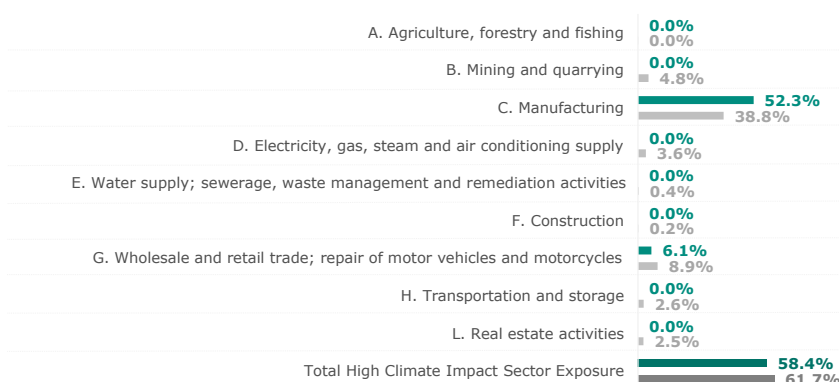 A. Agriculture, forestry and fishing 0.0%
0.0%
B. Mining and quarrying 0.0%
4.8%
C. Manufacturing 52.3%
38.8%
D. Electricity, gas, steam and air conditioning supply 0.0%
3.6%
E. Water supply; sewerage, waste management and remediation activities 0.0%
0.4%
F. Construction 0.0%
0.2%
G. Wholesale and retail trade; repair of motor vehicles and motorcycles 6.1%
8.9%
H. Transportation and storage 0.0%
2.6%
L. Real estate activities 0.0%
2.5%
Total High Climate Impact Sector Exposure 58.4%
61.7%